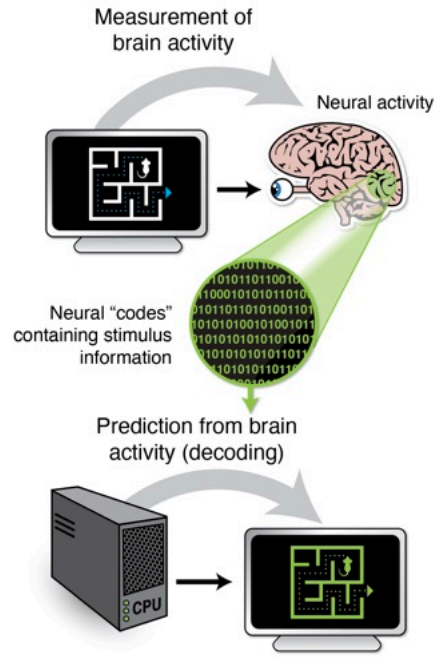 Measurement of
brain activity
Neural activity
Neural “codes”
containing stimulus
information
Prediction from brain
activity (decoding)
CPU